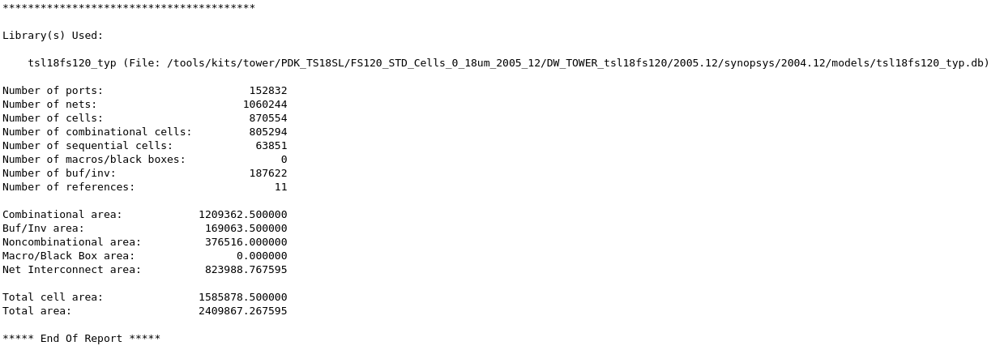 ****************************************
Library(s) Used:
tsl18fs120_typ (File: /tools/kits/tower/PDK_TS18SL/FS120_STD_Cells_0_18um_2005_12/DW_TOWER_tsl18fs120/2005.12/synopsys/2004.12/models/tsl18fs120_typ.db)
Number of ports: 152832
Number of nets: 1060244
Number of cells: 870554
Number of combinational cells: 805294
Number of sequential cells: 63851
Number of macros/black boxes: 0
Number of buf/inv: 187622
Number of references: 11
Combinational area: 1209362.500000
Buf/Inv area: 169063.500000
Noncombinational area: 376516.000000
Macro/Black Box area: 0.000000
Net Interconnect area: 823988.767595
Total cell area: 1585878.500000
Total area: 2409867.267595
***** End Of Report *****